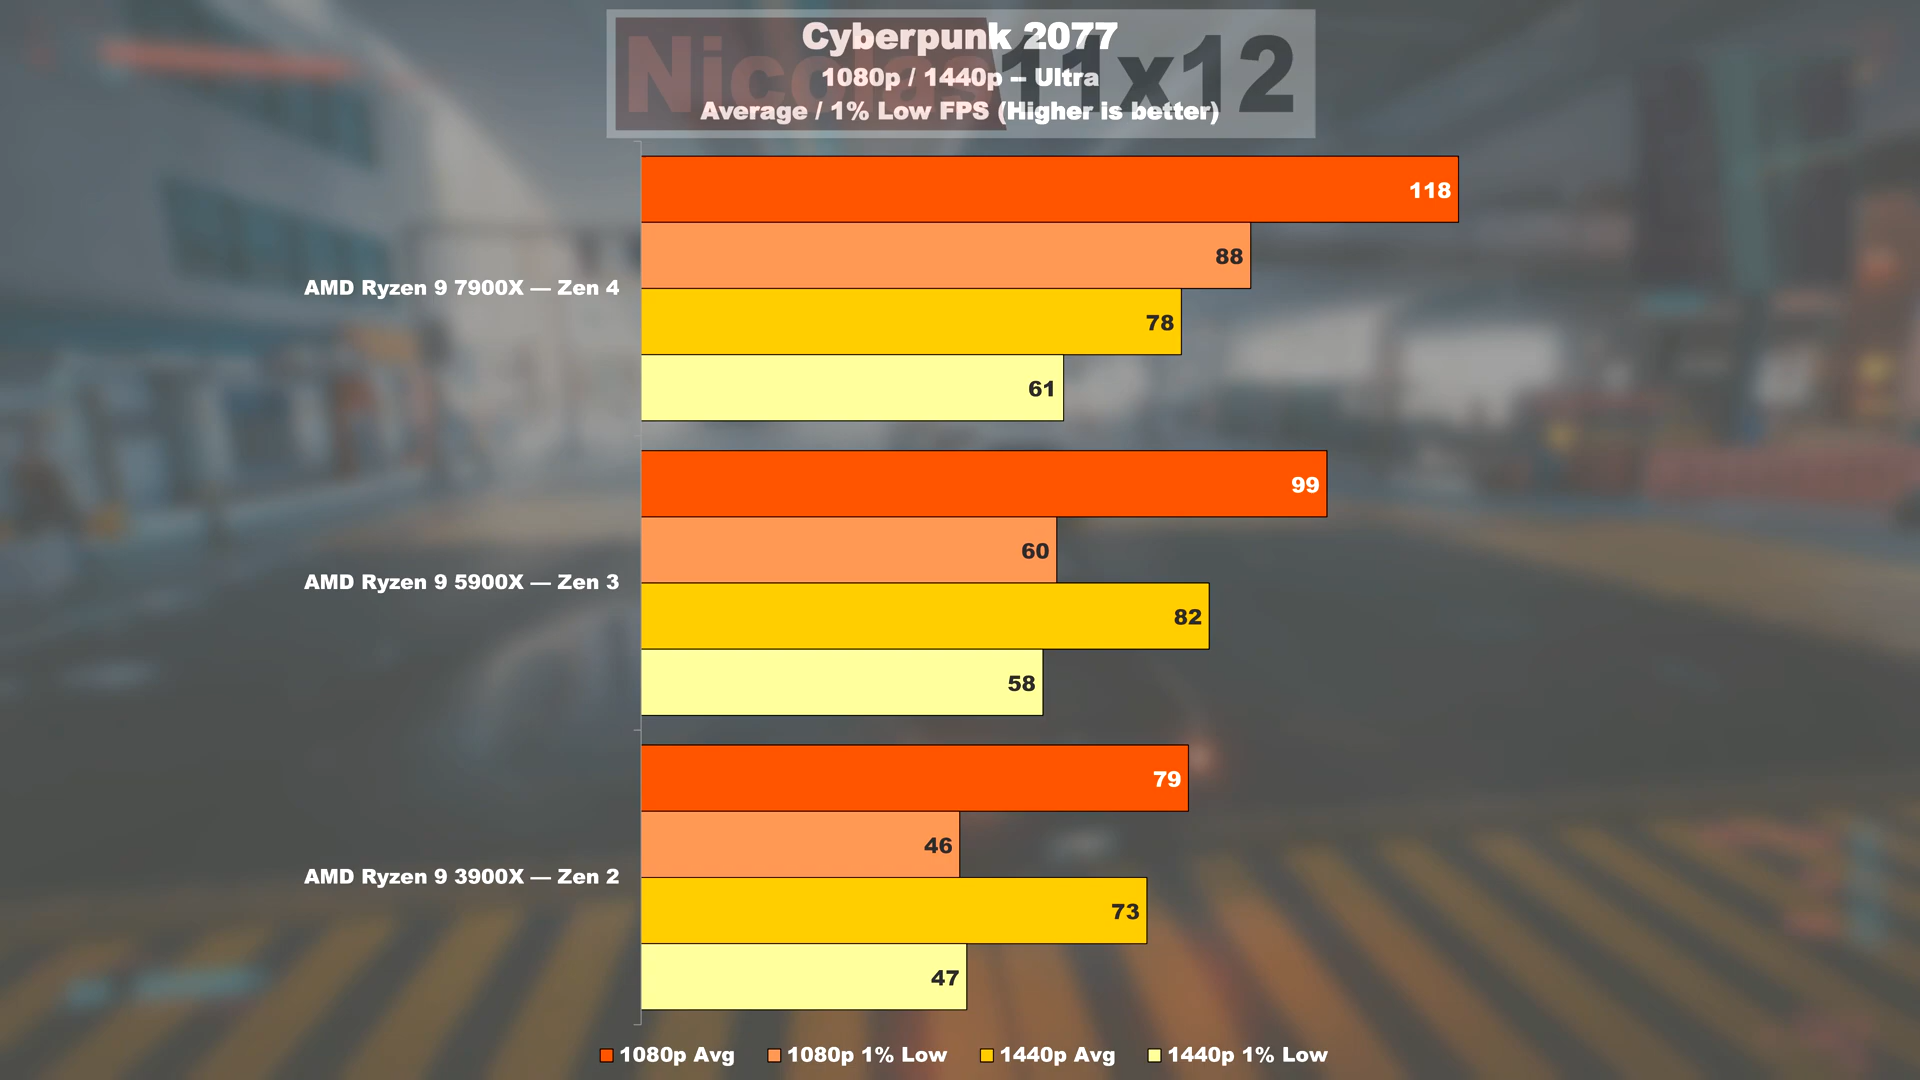 Nicolas11x12
Cyberpunk 2077
1080p / 1440p – Ultra
Average / 1% Low FPS (Higher is better)
AMD Ryzen 9 7900X — Zen 4
118
88
78
61
AMD Ryzen 9 5900X — Zen 3
99
60
82
58
AMD Ryzen 9 3900X — Zen 2
79
46
73
47
1080p Avg 1080p 1% Low 1440p Avg 1440p 1% Low